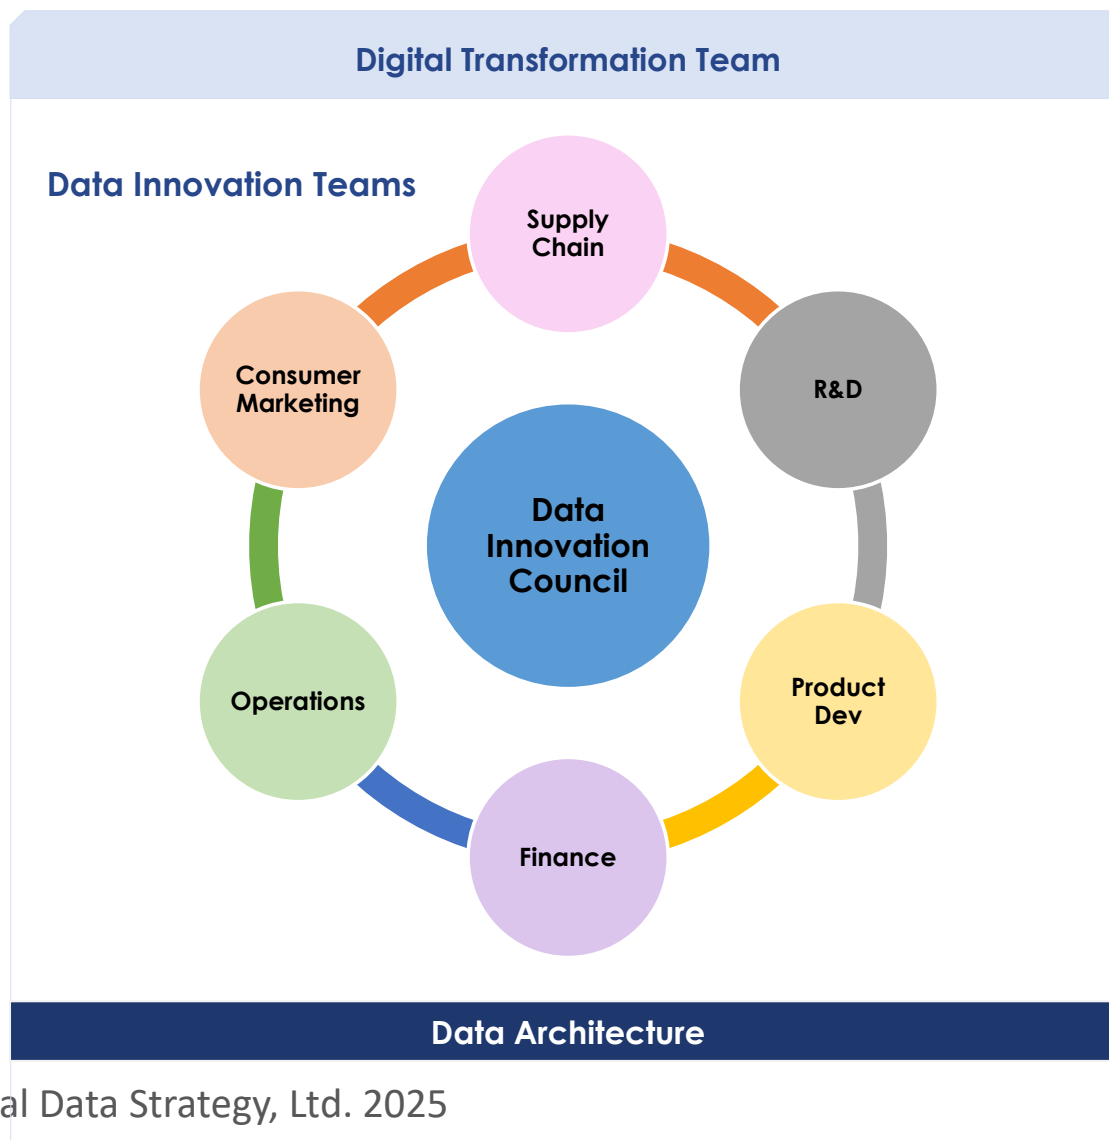 Digital Transformation Team
Data Innovation Teams
Supply
Chain
Consumer
Marketing
R&D
Data
Innovation
Council
Operations
Product
Dev
Finance
Data Architecture
al Data Strategy, Ltd. 2025